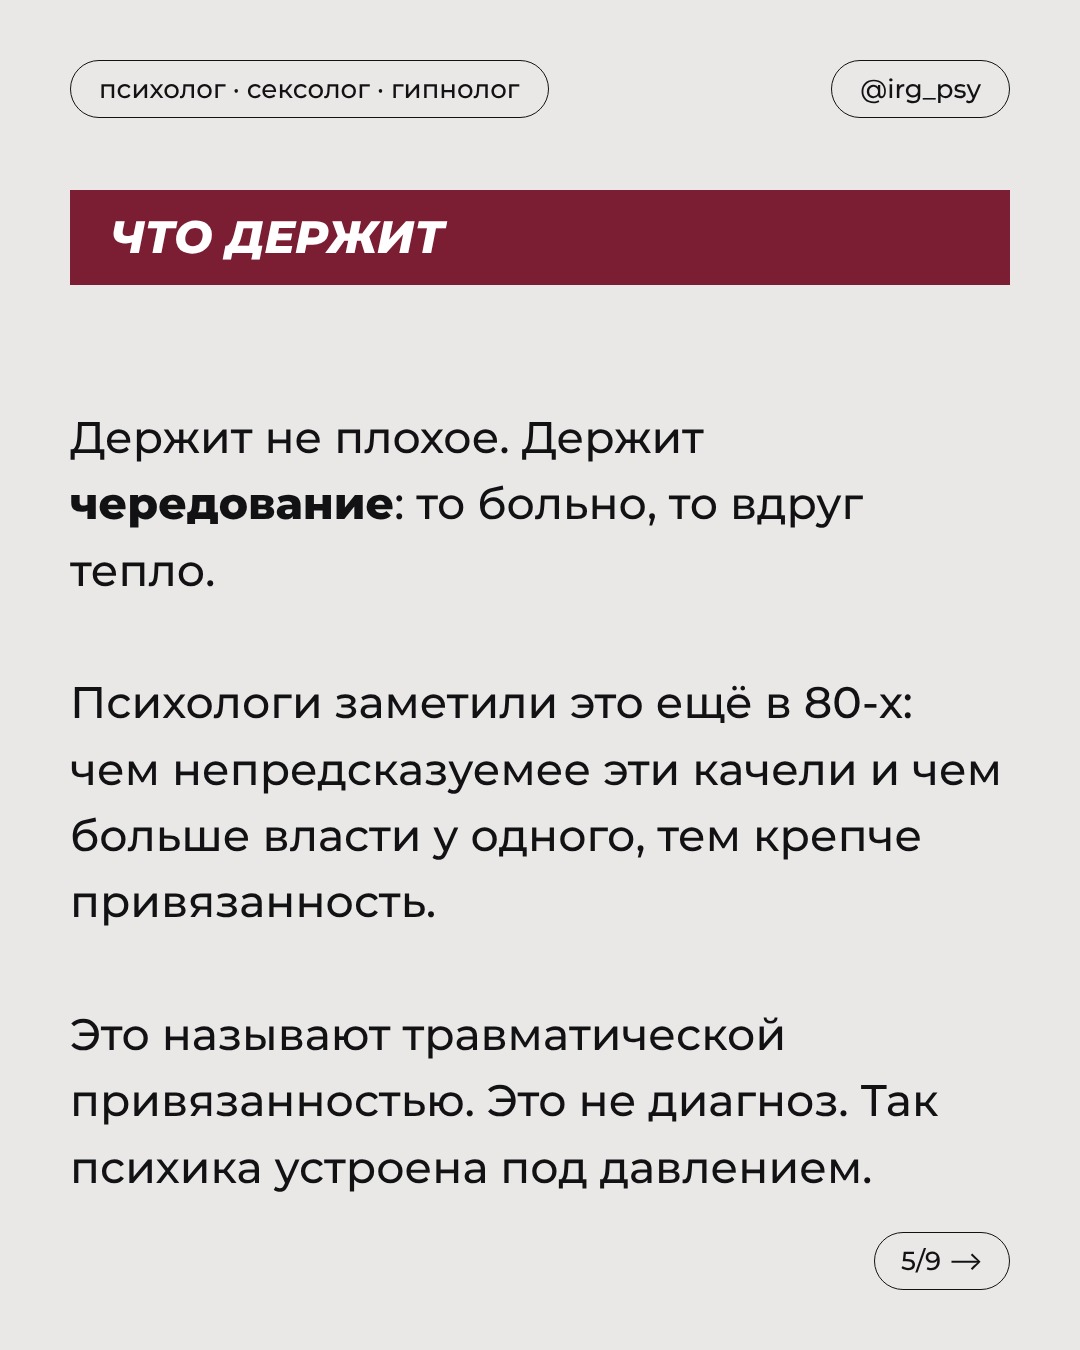 психолог · сексолог · гипнолог
@irg_psy
ЧТО ДЕРЖИТ
Держит не плохое. Держит
чередование: то больно, то вдруг
тепло.
Психологи заметили это ещё в 80-х:
чем непредсказуемее эти качели и чем
больше власти у одного, тем крепче
привязанность.
Это называют травматической
привязанностью. Это не диагноз. Так
психика устроена под давлением.
5/9 →